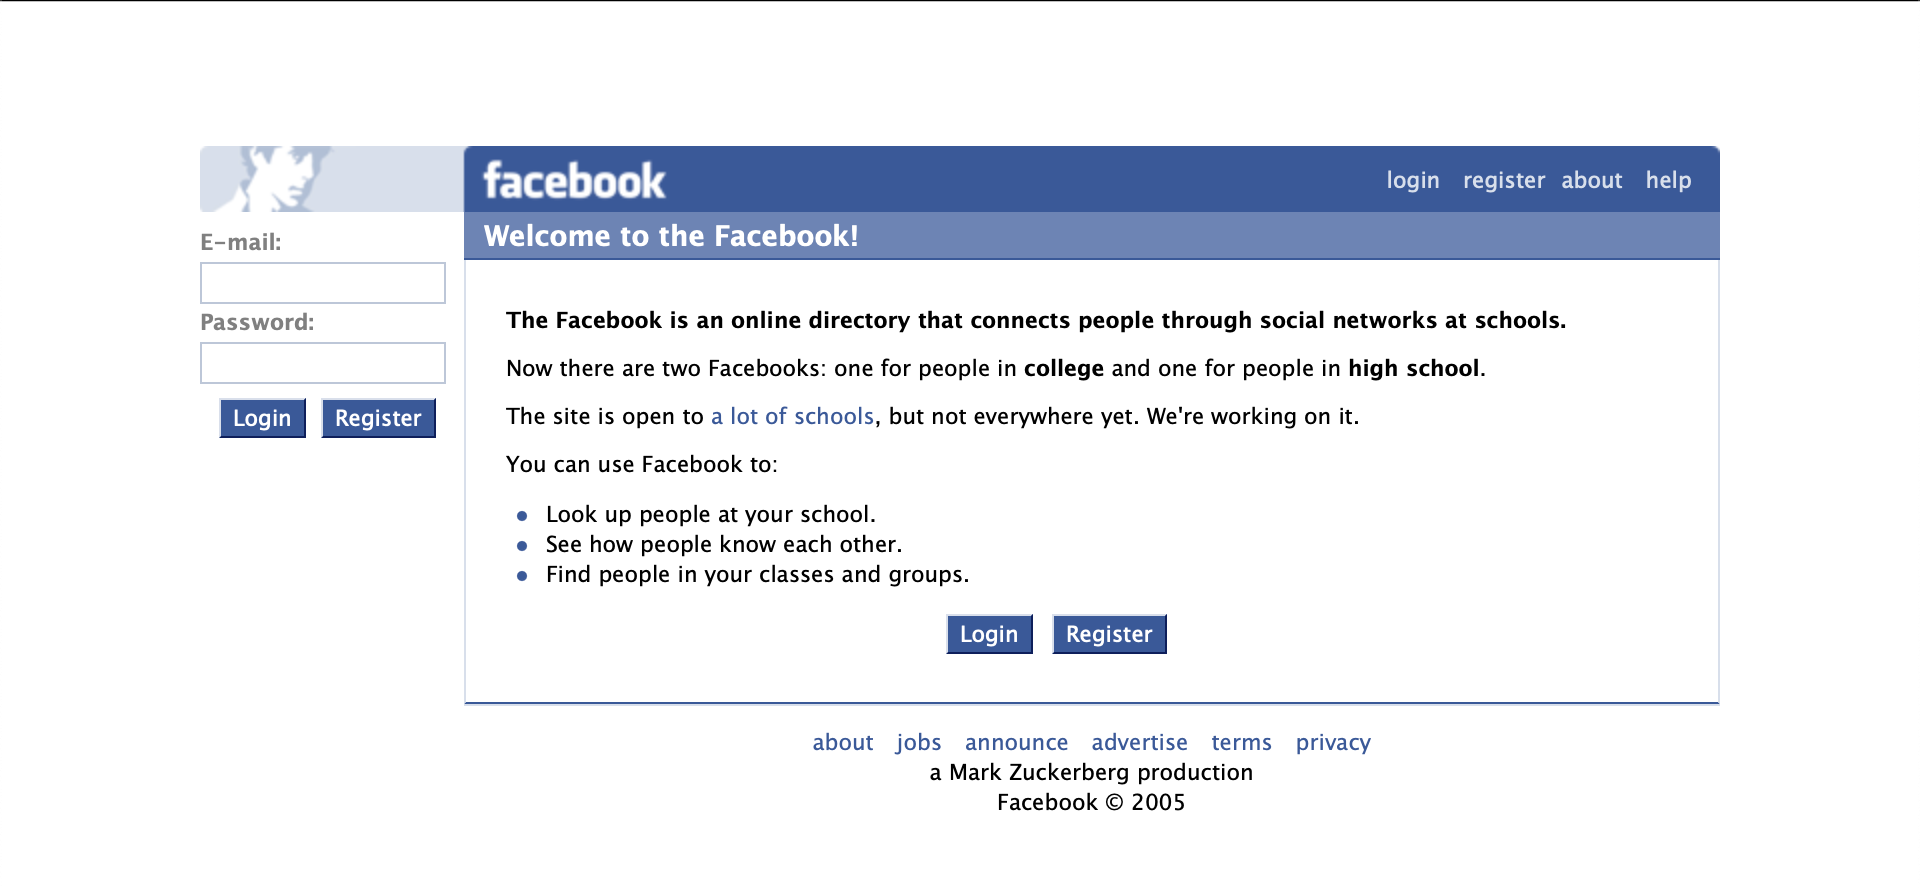 facebook
login register about help
Welcome to the Facebook!
E-mail:
Password:
Login Register
The Facebook is an online directory that connects people through social networks at schools.
Now there are two Facebooks: one for people in college and one for people in high school.
The site is open to a lot of schools, but not everywhere yet. We're working on it.
You can use Facebook to:
Look up people at your school.
See how people know each other.
Find people in your classes and groups.
Login Register
about jobs announce advertise terms privacy
a Mark Zuckerberg production
Facebook © 2005